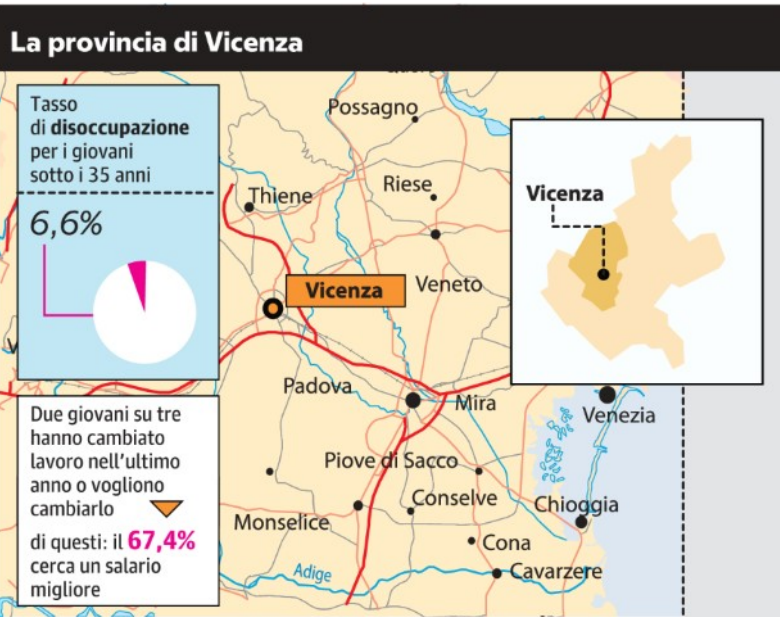 La provincia di Vicenza
Tasso
di disoccupazione
per i giovani
sotto i 35 anni
6,6%
Due giovani su tre
hanno cambiato
lavoro nell'ultimo
anno o vogliono
cambiarlo
di questi: il 67,4%
cerca un salario
migliore
Possagno
Thiene
Riese
Vicenza
Veneto
Padova
Mira
Piove di Sacco
Conselve
Monselice
Cona
Adige
Cavarzere
Chioggia
Venezia
Vicenza